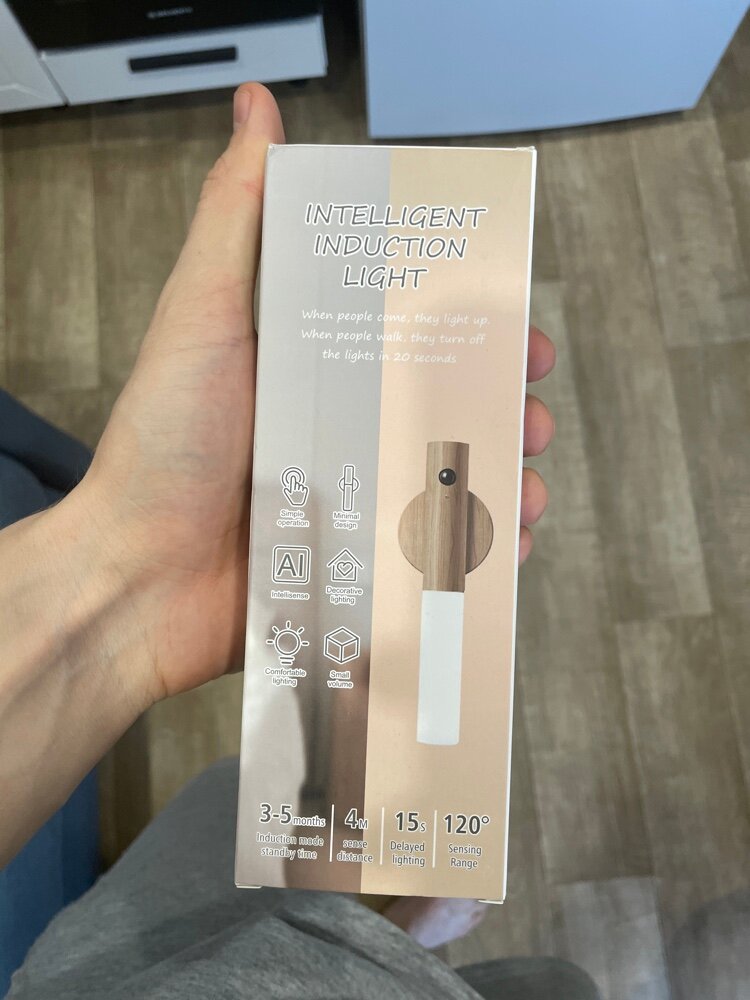 INTELLIGENT
INDUCTION
LIGHT
When people come, they light up.
When people walk, they turn off
the lights in 20 seconds
Simple
operation
Minimal
design
AI
Intellisense
Decorative
lighting
Comfortable
lighting
Small
volume
3-5months
Induction mode
standby time
4M
sense
distance
15s
Delayed
lighting
120°
Sensing
Range